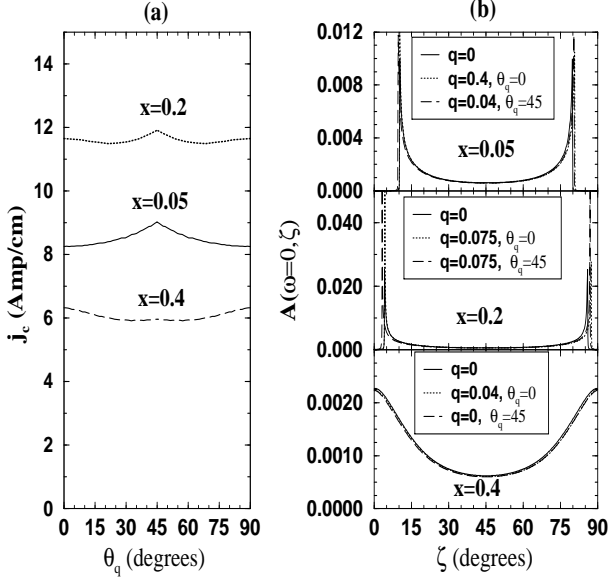 (a)
15
14
12
10
8
6
4
2
0
0 15 30 45 60 75 90
j_c (Amp/cm)
θ_q (degrees)
x=0.2
x=0.05
x=0.4
(b)
0.012
0.008
0.004
0.000
q=0
q=0.4, θ_q=0
q=0.04, θ_q=45
x=0.05
0.040
0.020
0.000
q=0
q=0.075, θ_q=0
q=0.075, θ_q=45
x=0.2
0.0020
0.0010
0.0000
q=0
q=0.04, θ_q=0
q=0, θ_q=45
x=0.4
0 15 30 45 60 75 90
A(ω=0,ζ)
ζ (degrees)